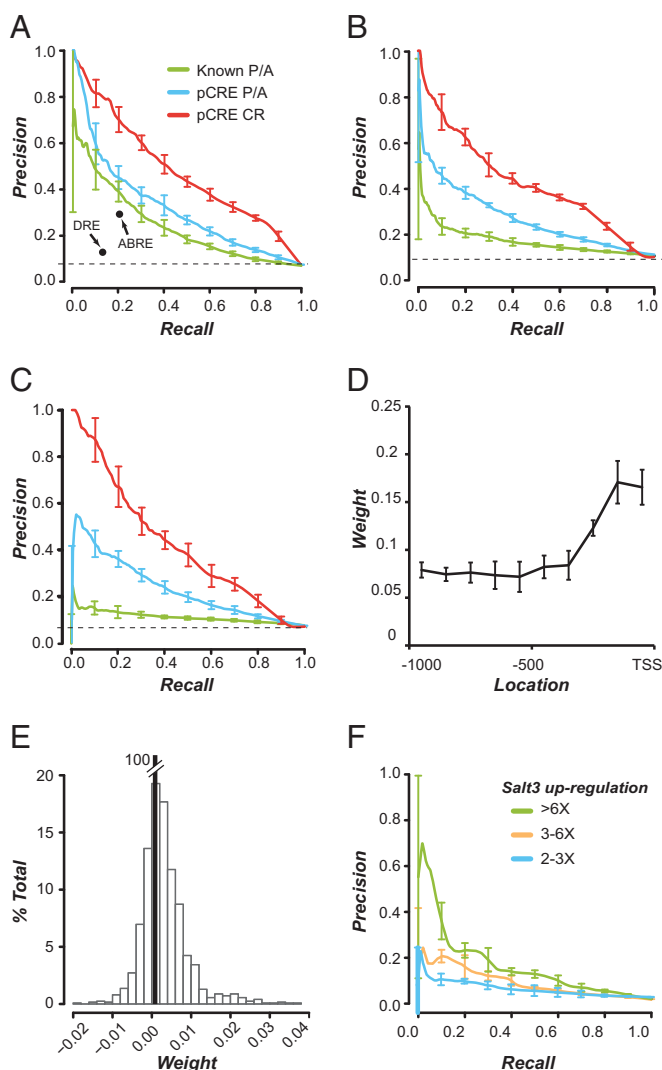 A
Precision
1.0
0.8
0.6
0.4
0.2
0.0
Known P/A
pCRE P/A
pCRE CR
DRE
ABRE
0.0 0.2 0.4 0.6 0.8 1.0
Recall
B
Precision
1.0
0.8
0.6
0.4
0.2
0.0
0.0 0.2 0.4 0.6 0.8 1.0
Recall
C
Precision
1.0
0.8
0.6
0.4
0.2
0.0
0.0 0.2 0.4 0.6 0.8 1.0
Recall
D
Weight
0.25
0.2
0.15
0.10
0.05
0
-1000 -500 TSS
Location
E
% Total
100
20
15
10
5
0
−0.02 −0.01 0.00 0.01 0.02 0.03 0.04
Weight
F
Precision
1.0
0.8
0.6
0.4
0.2
0.0
Salt3 up-regulation
>6X
3-6X
2-3X
0.0 0.2 0.4 0.6 0.8 1.0
Recall